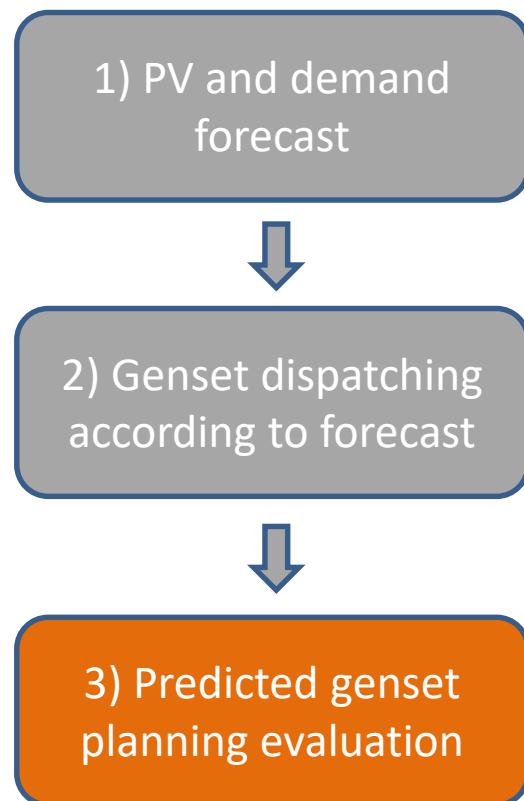 1) PV and demand
forecast
2) Genset dispatching
according to forecast
3) Predicted genset
planning evaluation